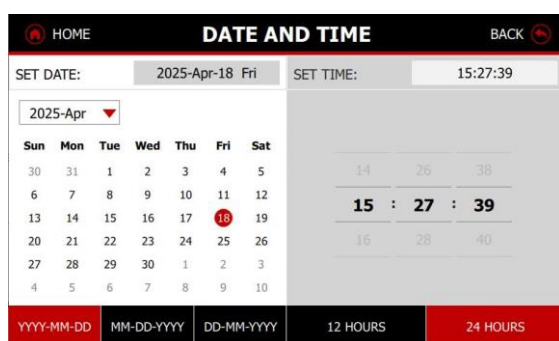 HOME DATE AND TIME BACK
SET DATE: 2025-Apr-18 Fri SET TIME: 15:27:39
2025-Apr
Sun Mon Tue Wed Thu Fri Sat
30 31 1 2 3 4 5
6 7 8 9 10 11 12
13 14 15 16 17 18 19
20 21 22 23 24 25 26
27 28 29 30 1 2 3
4 5 6 7 8 9 10
14 26 38
15 : 27 : 39
16 28 40
YYYY-MM-DD MM-DD-YYYY DD-MM-YYYY 12 HOURS 24 HOURS